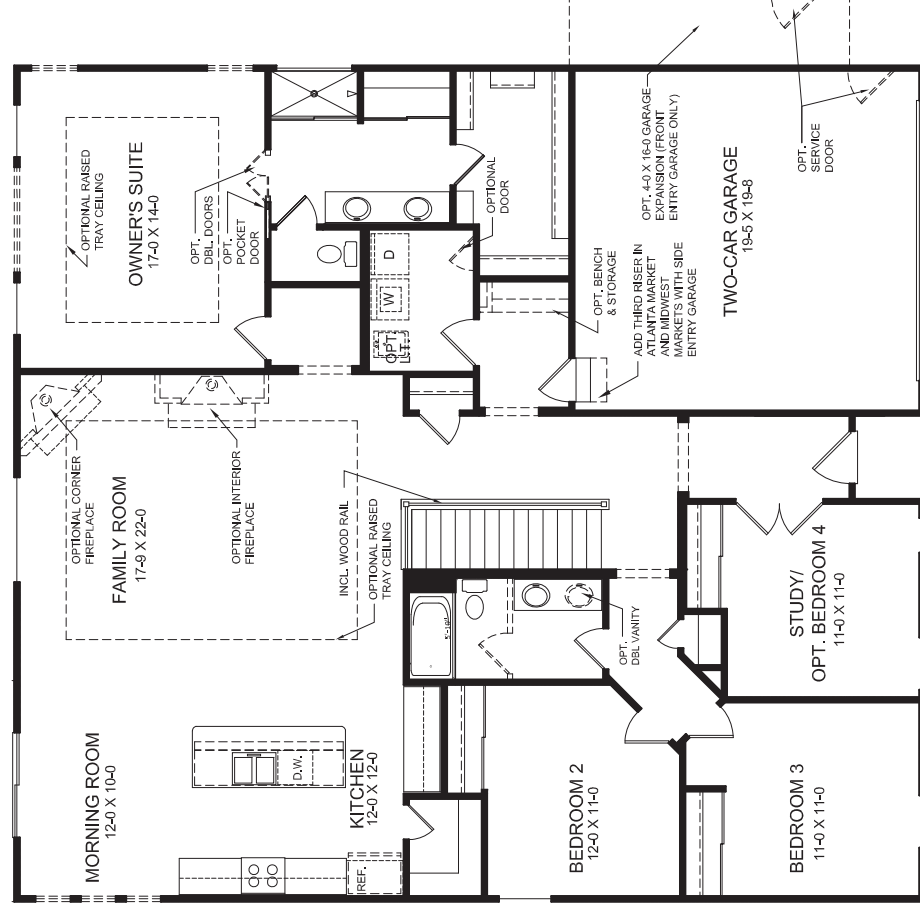 OPTIONAL RAISED
TRAY CEILING
OWNER'S SUITE
17-0 X 14-0
OPT.
DBL. DOORS
OPT.
POCKET
DOOR
D
W
OPT.
L.T.
OPTIONAL
DOOR
OPT. BENCH
& STORAGE
ADD THIRD RISER IN
ATLANTA MARKET
AND MIDWEST
MARKETS WITH SIDE
ENTRY GARAGE
OPT. 4-0 X 16-0 GARAGE
EXPANSION (FRONT
ENTRY GARAGE ONLY)
TWO-CAR GARAGE
19-5 X 19-8
OPT.
SERVICE
DOOR
OPTIONAL CORNER
FIREPLACE
FAMILY ROOM
17-9 X 22-0
OPTIONAL INTERIOR
FIREPLACE
INCL. WOOD RAIL
OPTIONAL RAISED
TRAY CEILING
OPT.
DBL VANITY
STUDY/
OPT. BEDROOM 4
11-0 X 11-0
MORNING ROOM
12-0 X 10-0
D.W.
KITCHEN
12-0 X 12-0
REF.
BEDROOM 2
12-0 X 11-0
BEDROOM 3
11-0 X 11-0